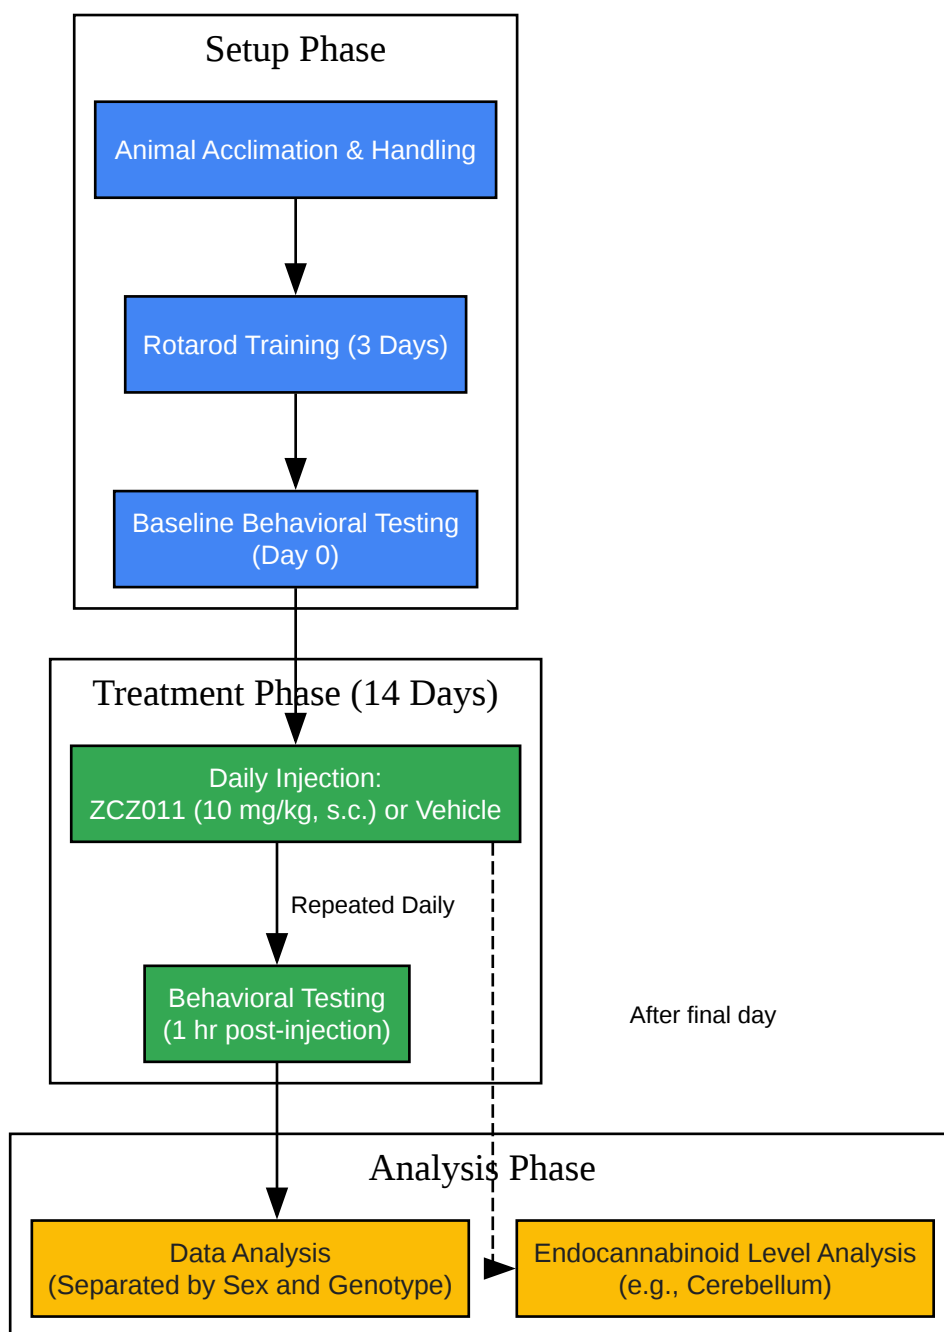 Setup Phase
Animal Acclimation & Handling
Rotarod Training (3 Days)
Baseline Behavioral Testing
(Day 0)
Treatment Phase (14 Days)
Daily Injection:
ZCZ011 (10 mg/kg, s.c.) or Vehicle
Repeated Daily
Behavioral Testing
(1 hr post-injection)
After final day
Analysis Phase
Data Analysis
(Separated by Sex and Genotype)
Endocannabinoid Level Analysis
(e.g., Cerebellum)